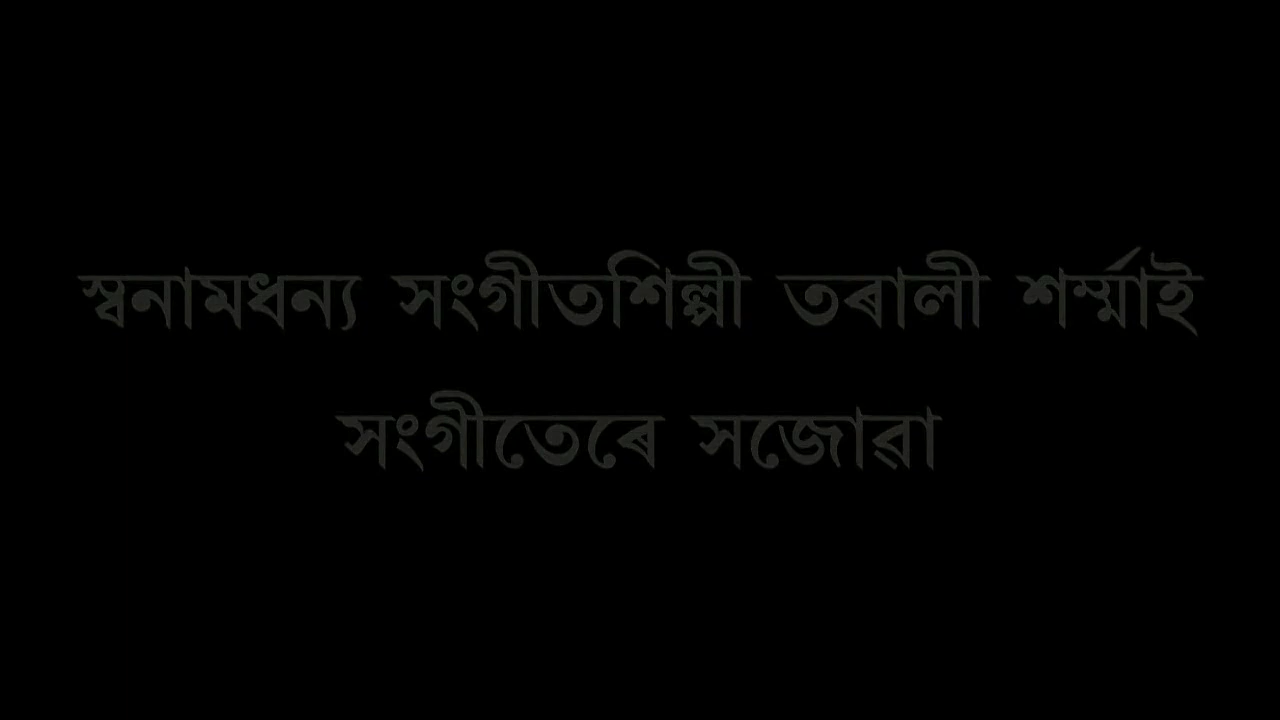 স্বনামধন্য সংগীতশিল্পী তৰালী শৰ্ম্মাই
সংগীতেৰে সজোৱা